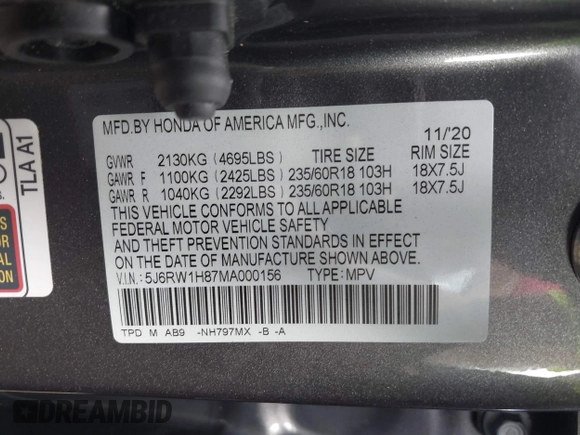 MFD.BY HONDA OF AMERICA MFG.,INC. 11/'20
GVWR 2130KG (4695LBS) TIRE SIZE RIM SIZE
GAWR F 1100KG (2425LBS) 235/60R18 103H 18X7.5J
GAWR R 1040KG (2292LBS) 235/60R18 103H 18X7.5J
THIS VEHICLE CONFORMS TO ALL APPLICABLE
FEDERAL MOTOR VEHICLE SAFETY
AND THEFT PREVENTION STANDARDS IN EFFECT
ON THE DATE OF MANUFACTURE SHOWN ABOVE.
V.I.N.: 5J6RW1H87MA000156 TYPE: MPV
TPD M AB9 -NH797MX -B -A
TLA A1
DREAMBID